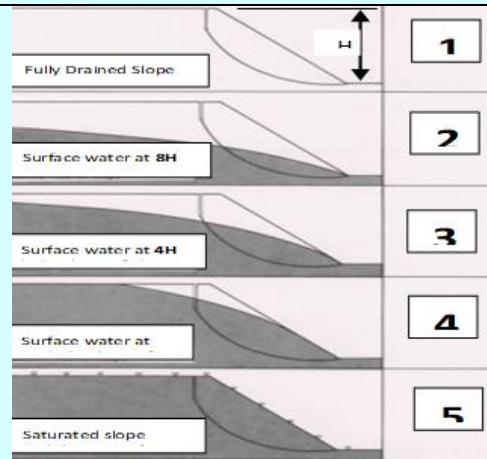 H
1
Fully Drained Slope
2
Surface water at 8H
3
Surface water at 4H
4
Surface water at
5
Saturated slope